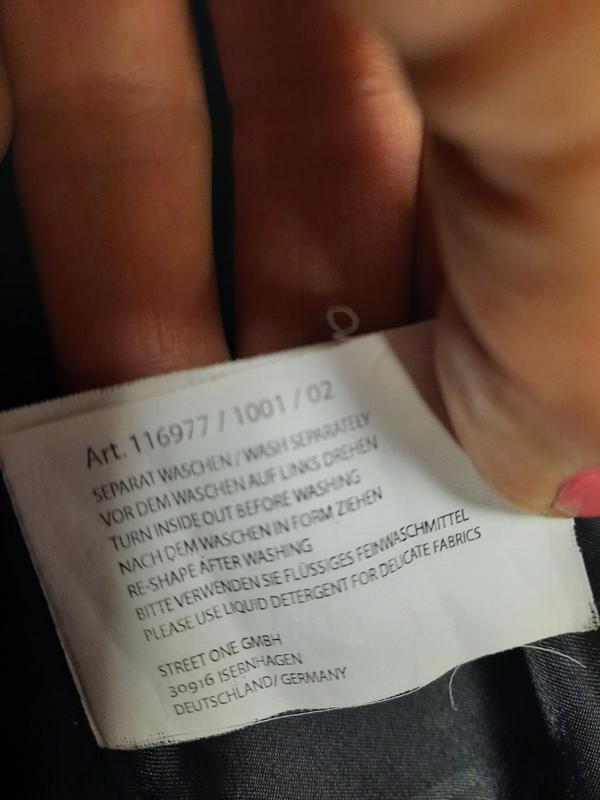 Art. 116977 / 1001 / 02
SEPARAT WASCHEN / WASH SEPARATELY
VOR DEM WASCHEN AUF LINKS DREHEN
TURN INSIDE OUT BEFORE WASHING
NACH DEM WASCHEN IN FORM ZIEHEN
RE-SHAPE AFTER WASHING
BITTE VERWENDEN SIE FLÜSSIGES FEINWASCHMITTEL
PLEASE USE LIQUID DETERGENT FOR DELICATE FABRICS
STREET ONE GMBH
30916 ISERNHAGEN
DEUTSCHLAND/ GERMANY